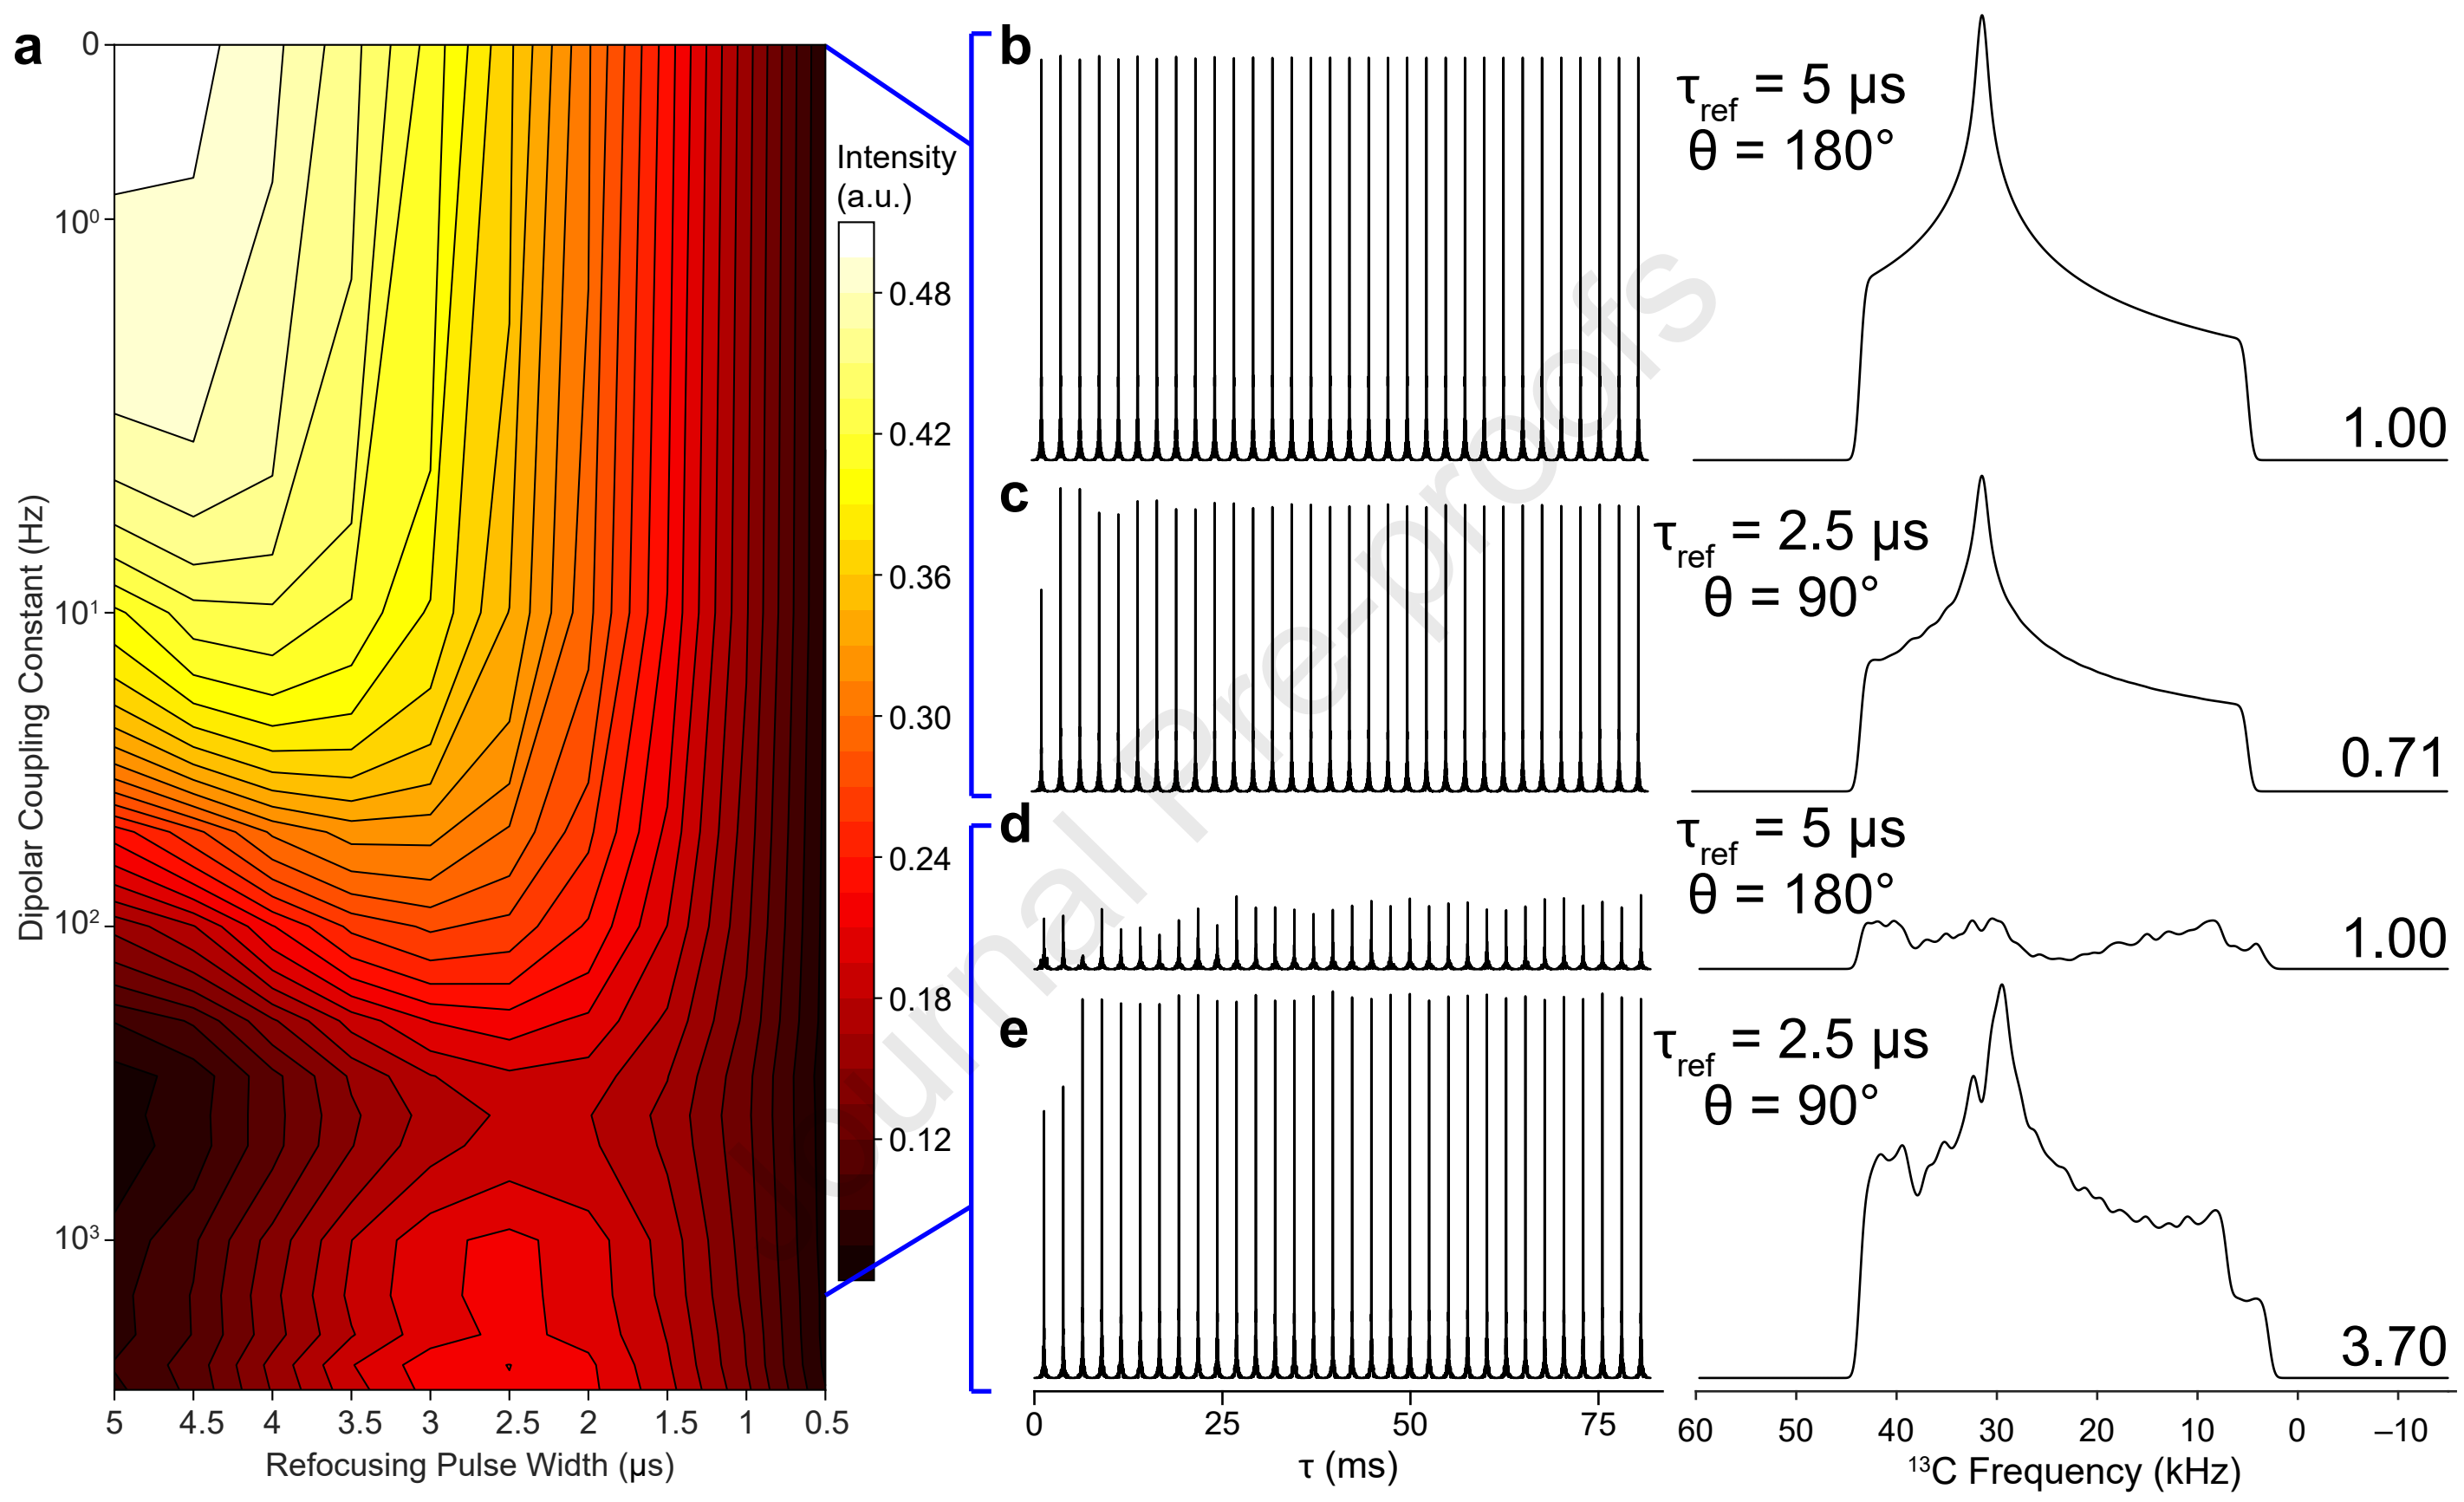 a
0
10⁰
10¹
10²
10³
Dipolar Coupling Constant (Hz)
5 4.5 4 3.5 3 2.5 2 1.5 1 0.5
Refocusing Pulse Width (μs)
Intensity
(a.u.)
0.48
0.42
0.36
0.30
0.24
0.18
0.12
b
τref = 5 μs
θ = 180°
1.00
c
τref = 2.5 μs
θ = 90°
0.71
d
τref = 5 μs
θ = 180°
1.00
e
τref = 2.5 μs
θ = 90°
3.70
0 25 50 75
τ (ms)
60 50 40 30 20 10 0 –10
¹³C Frequency (kHz)
Journal Pre-proofs